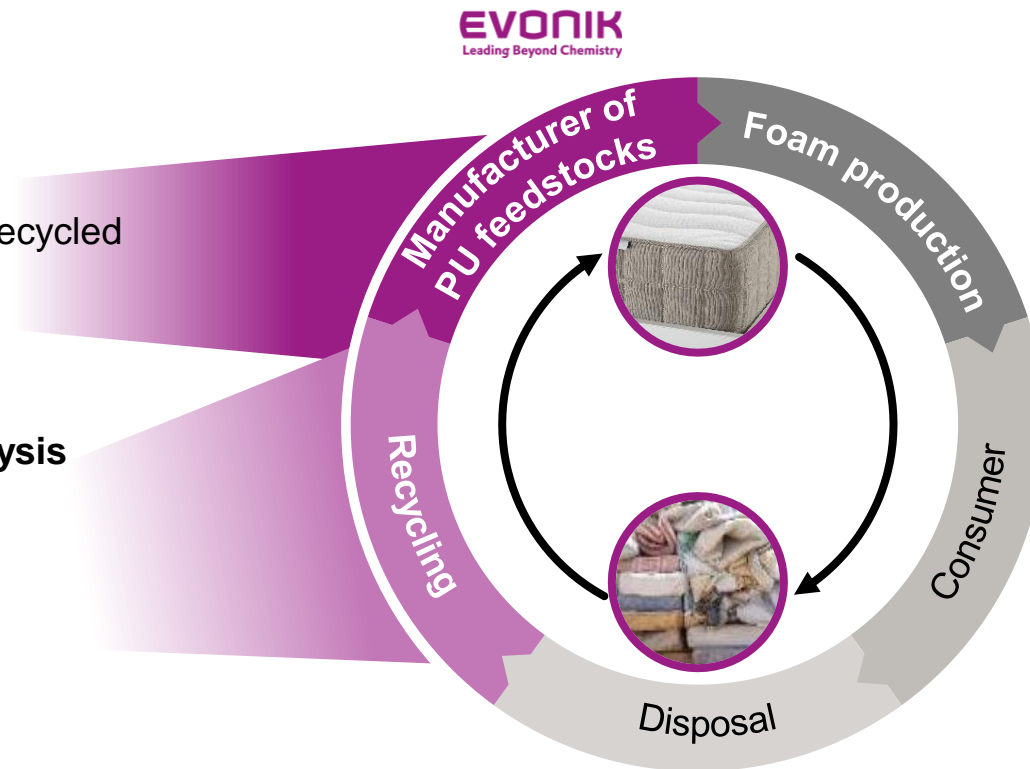 EVONIK
Leading Beyond Chemistry
Manufacturer of
PU feedstocks
Foam production
ecycled
Recycling
ysis
Consumer
Disposal